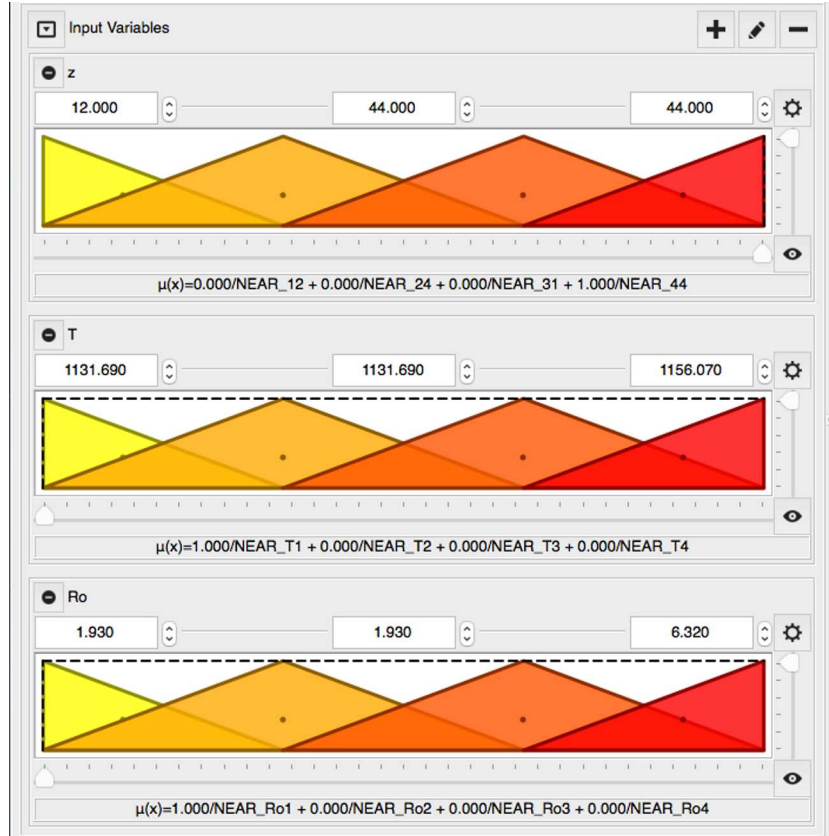 Input Variables
z
12.000 44.000 44.000
μ(x)=0.000/NEAR_12 + 0.000/NEAR_24 + 0.000/NEAR_31 + 1.000/NEAR_44
T
1131.690 1131.690 1156.070
μ(x)=1.000/NEAR_T1 + 0.000/NEAR_T2 + 0.000/NEAR_T3 + 0.000/NEAR_T4
Ro
1.930 1.930 6.320
μ(x)=1.000/NEAR_Ro1 + 0.000/NEAR_Ro2 + 0.000/NEAR_Ro3 + 0.000/NEAR_Ro4